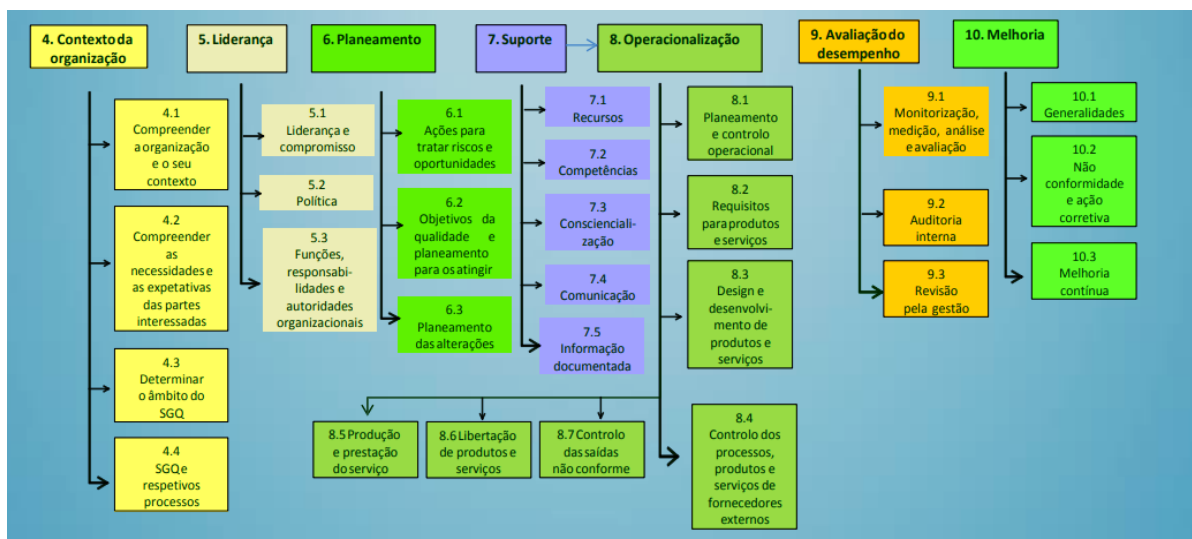 4. Contexto da
organização
5. Liderança
6. Planeamento
7. Suporte
8. Operacionalização
9. Avaliação do
desempenho
10. Melhoria
4.1
Compreender
a organização
e o seu
contexto
4.2
Compreender
as
necessidades e
as expetativas
das partes
interessadas
4.3
Determinar
o âmbito do
SGQ
4.4
SGQ e
respetivos
processos
5.1
Liderança e
compromisso
5.2
Política
5.3
Funções,
responsabi-
lidades e
autoridades
organizacionais
6.1
Ações para
tratar riscos e
oportunidades
6.2
Objetivos da
qualidade e
planeamento
para os atingir
6.3
Planeamento
das alterações
7.1
Recursos
7.2
Competências
7.3
Consciencializ-
ação
7.4
Comunicação
7.5
Informação
documentada
8.1
Planeamento
e controlo
operacional
8.2
Requisitos
para produtos
e serviços
8.3
Design e
desenvolvi-
mento de
produtos e
serviços
8.4
Controlo dos
processos,
produtos e
serviços de
fornecedores
externos
8.5 Produção
e prestação
do serviço
8.6 Libertação
de produtos e
serviços
8.7 Controlo
das saídas
não conforme
9.1
Monitorização,
medição, análise
e avaliação
9.2
Auditoria
interna
9.3
Revisão
pela gestão
10.1
Generalidades
10.2
Não
conformidade
e ação
corretiva
10.3
Melhoria
contínua